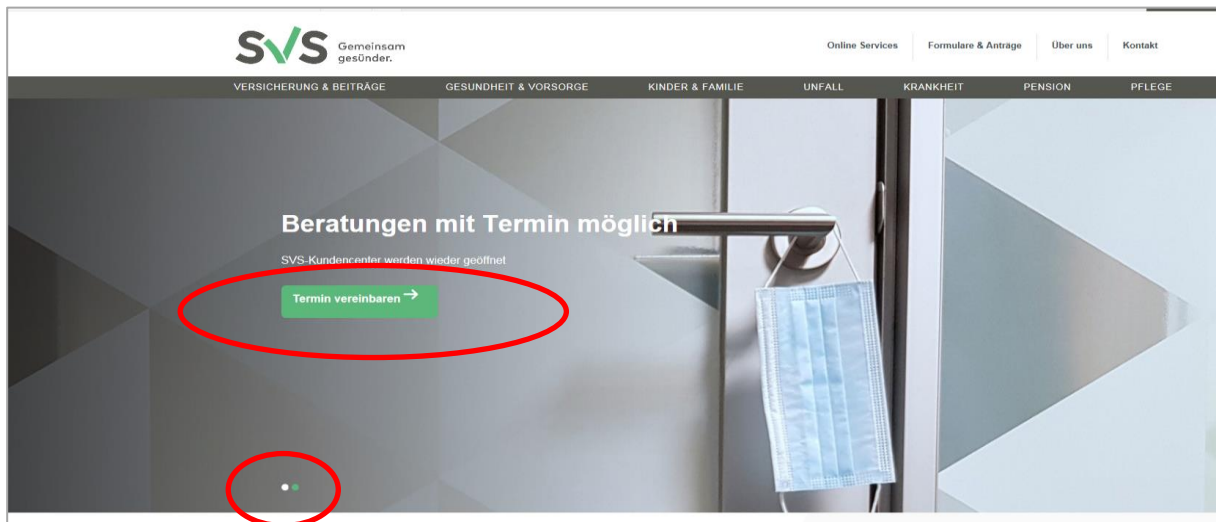 SVS Gemeinsam
gesünder.
Online Services Formulare & Anträge Über uns Kontakt
VERSICHERUNG & BEITRÄGE GESUNDHEIT & VORSORGE KINDER & FAMILIE UNFALL KRANKHEIT PENSION PFLEGE
Beratungen mit Termin möglich
SVS-Kundencenter werden wieder geöffnet
Termin vereinbaren →